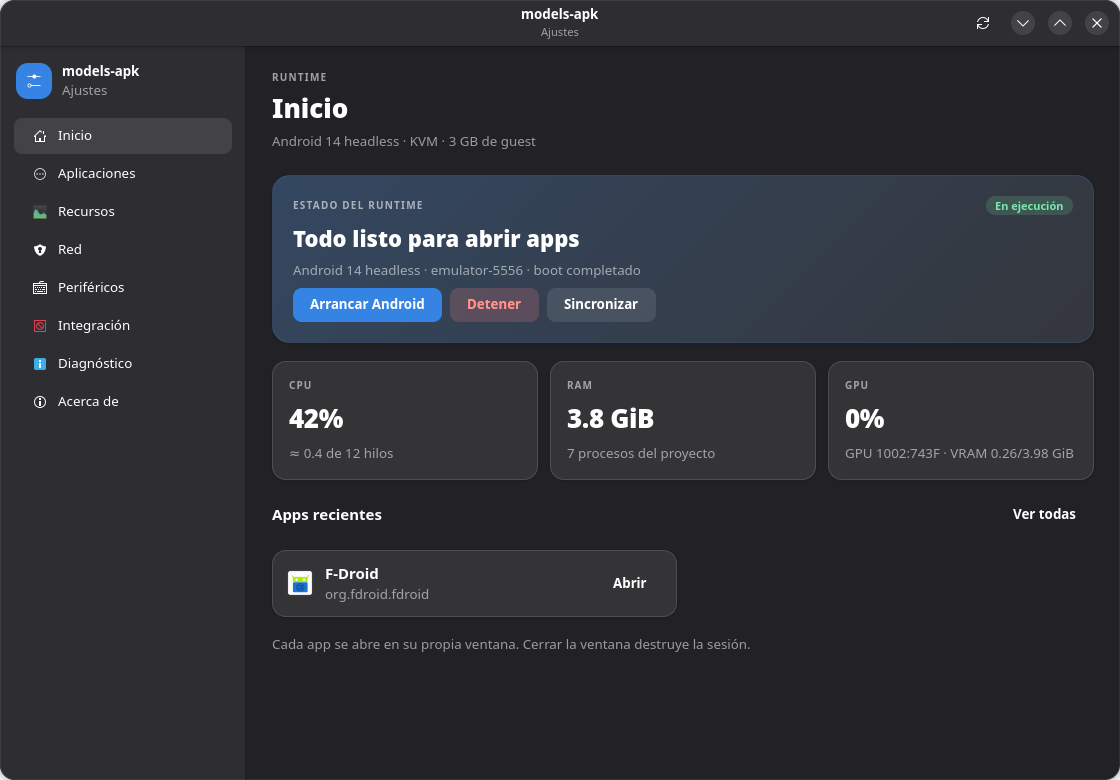 models-apk
Ajustes
models-apk
Ajustes
Inicio
Aplicaciones
Recursos
Red
Periféricos
Integración
Diagnóstico
Acerca de
RUNTIME
Inicio
Android 14 headless · KVM · 3 GB de guest
ESTADO DEL RUNTIME
En ejecución
Todo listo para abrir apps
Android 14 headless · emulator-5556 · boot completado
Arrancar Android
Detener
Sincronizar
CPU
42%
≈ 0.4 de 12 hilos
RAM
3.8 GiB
7 procesos del proyecto
GPU
0%
GPU 1002:743F · VRAM 0.26/3.98 GiB
Apps recientes
Ver todas
F-Droid
org.fdroid.fdroid
Abrir
Cada app se abre en su propia ventana. Cerrar la ventana destruye la sesión.